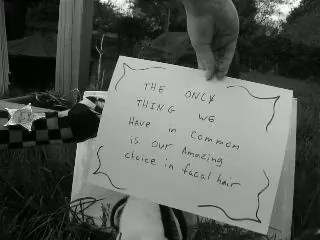 THE ONLY
THING WE
Have in Common
is our Amazing
choice in facial hair